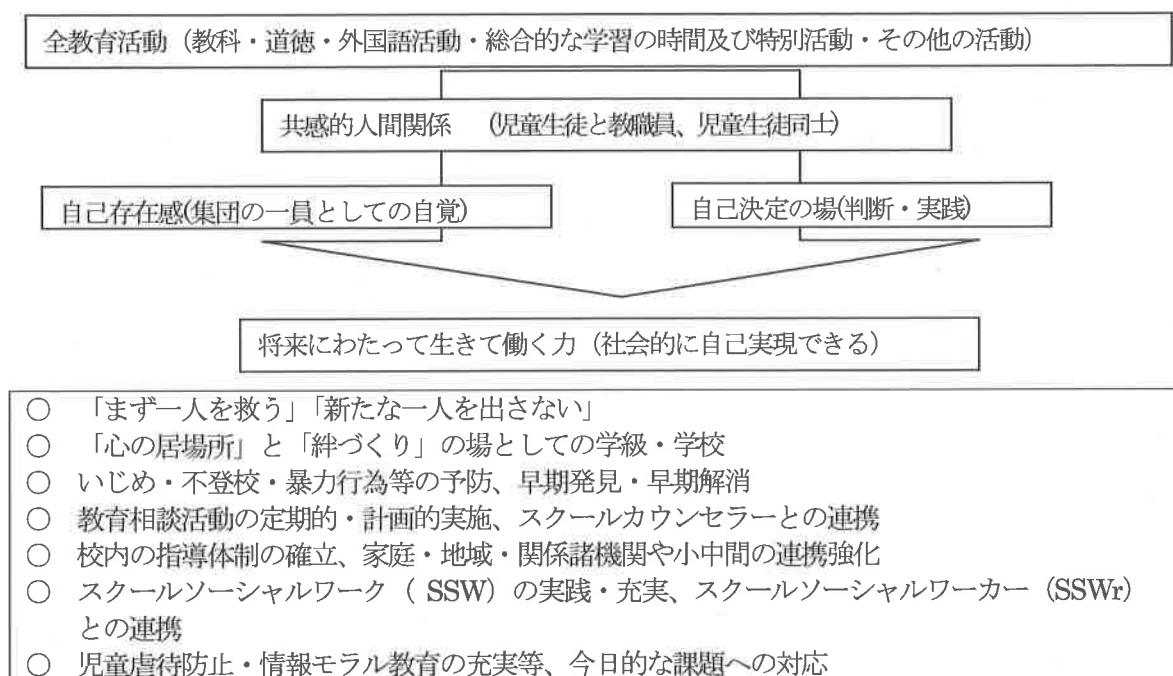 全教育活動（教科・道徳・外国語活動・総合的な学習の時間及び特別活動・その他の活動）
共感的人間関係　（児童生徒と教職員、児童生徒同士）
自己存在感(集団の一員としての自覚)
自己決定の場(判断・実践)
将来にわたって生きて働く力（社会的に自己実現できる）
○　「まず一人を救う」「新たな一人を出さない」
○　「心の居場所」と「絆づくり」の場としての学級・学校
○　いじめ・不登校・暴力行為等の予防、早期発見・早期解消
○　教育相談活動の定期的・計画的実施、スクールカウンセラーとの連携
○　校内の指導体制の確立、家庭・地域・関係諸機関や小中間の連携強化
○　スクールソーシャルワーク（ SSW）の実践・充実、スクールソーシャルワーカー（SSWr）
との連携
○　児童虐待防止・情報モラル教育の充実等、今日的な課題への対応